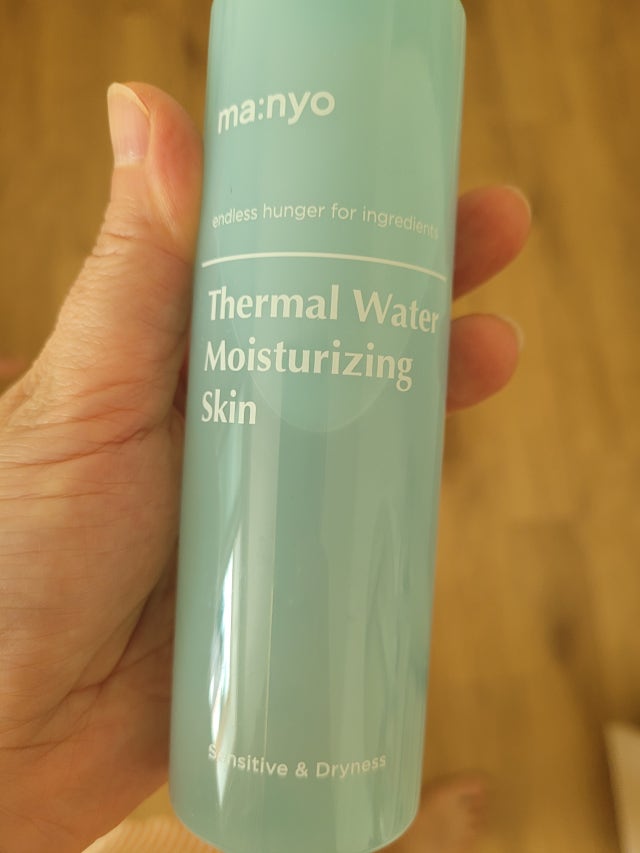 ma:nyo
endless hunger for ingredients
Thermal Water
Moisturizing
Skin
Sensitive & Dryness